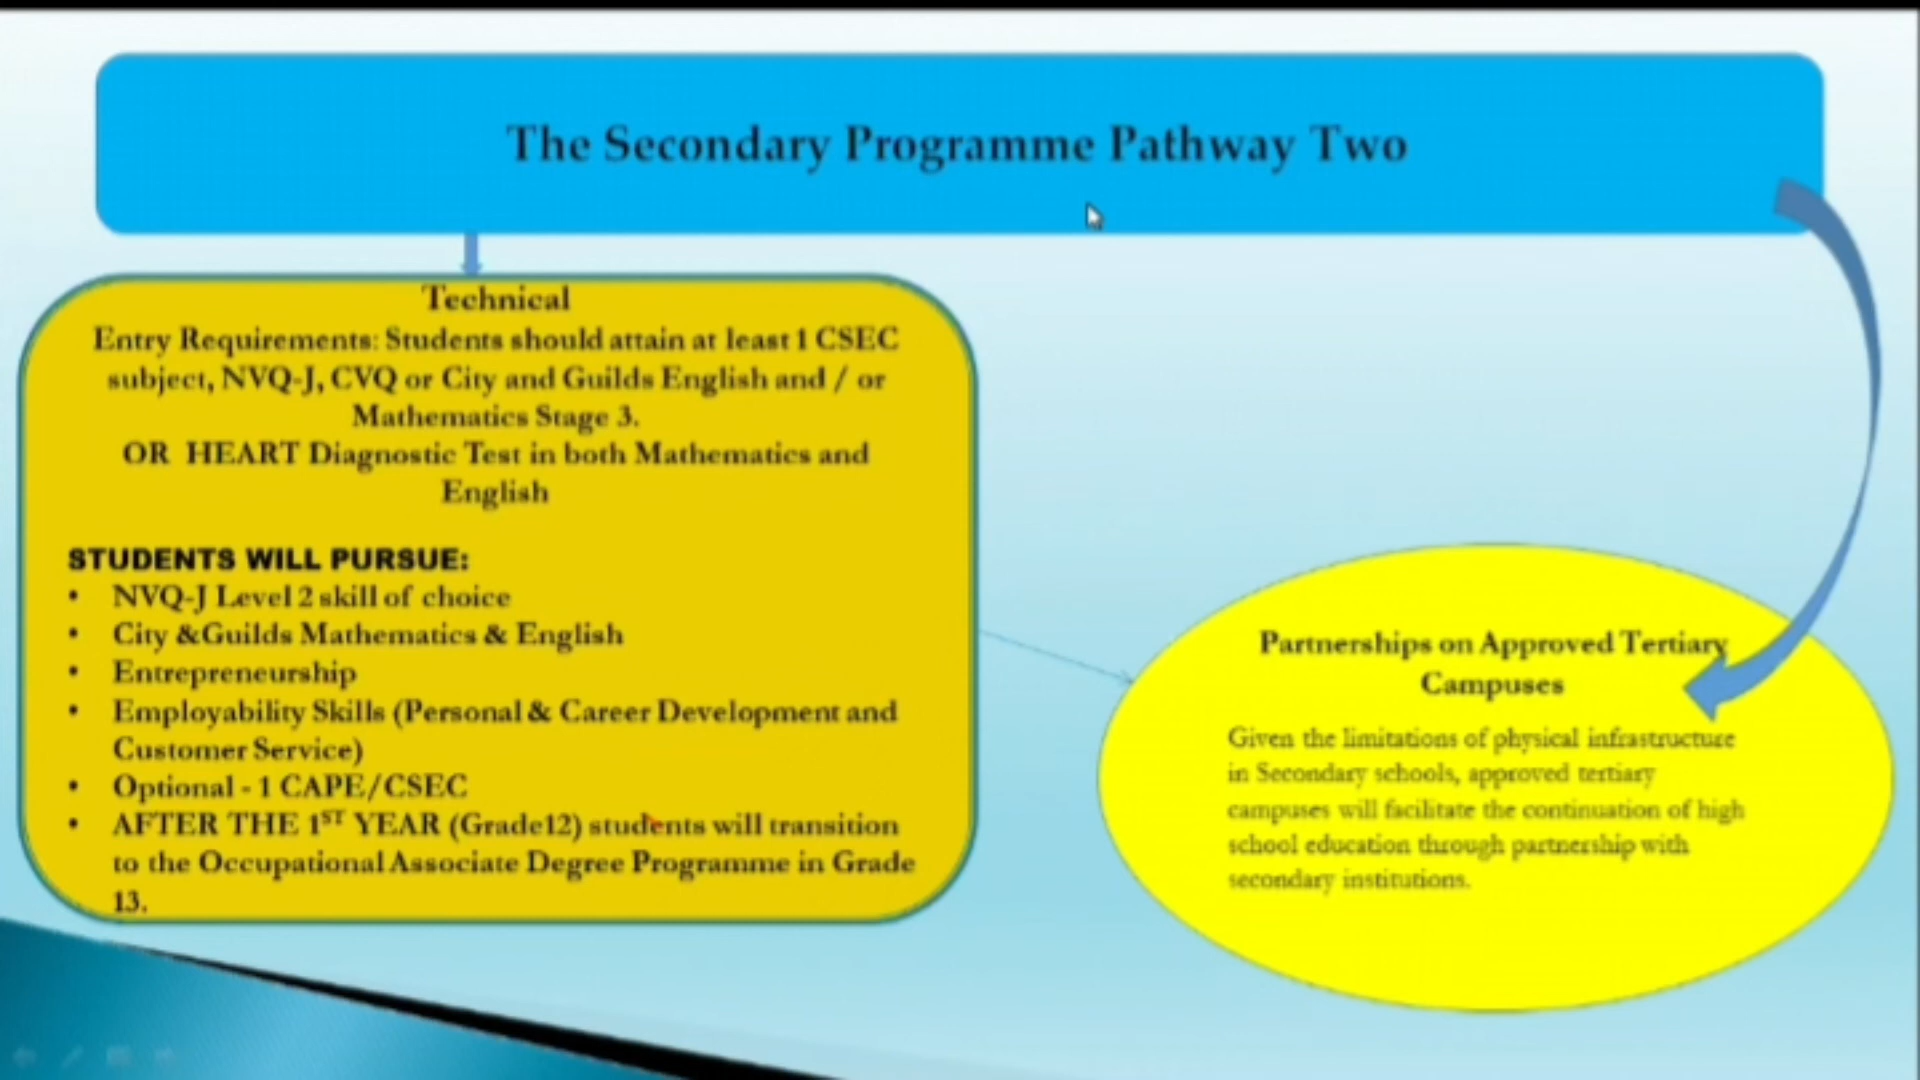 The Secondary Programme Pathway Two
Technical
Entry Requirements: Students should attain at least 1 CSEC
subject, NVQ-J, CVQ or City and Guilds English and / or
Mathematics Stage 3.
OR HEART Diagnostic Test in both Mathematics and
English
STUDENTS WILL PURSUE:
• NVQ-J Level 2 skill of choice
• City &Guilds Mathematics & English
• Entrepreneurship
• Employability Skills (Personal & Career Development and
Customer Service)
• Optional - 1 CAPE/CSEC
• AFTER THE 1ST YEAR (Grade12) students will transition
to the Occupational Associate Degree Programme in Grade
13.
Partnerships on Approved Tertiary
Campuses
Given the limitations of physical infrastructure
in Secondary schools, approved tertiary
campuses will facilitate the continuation of high
school education through partnership with
secondary institutions.